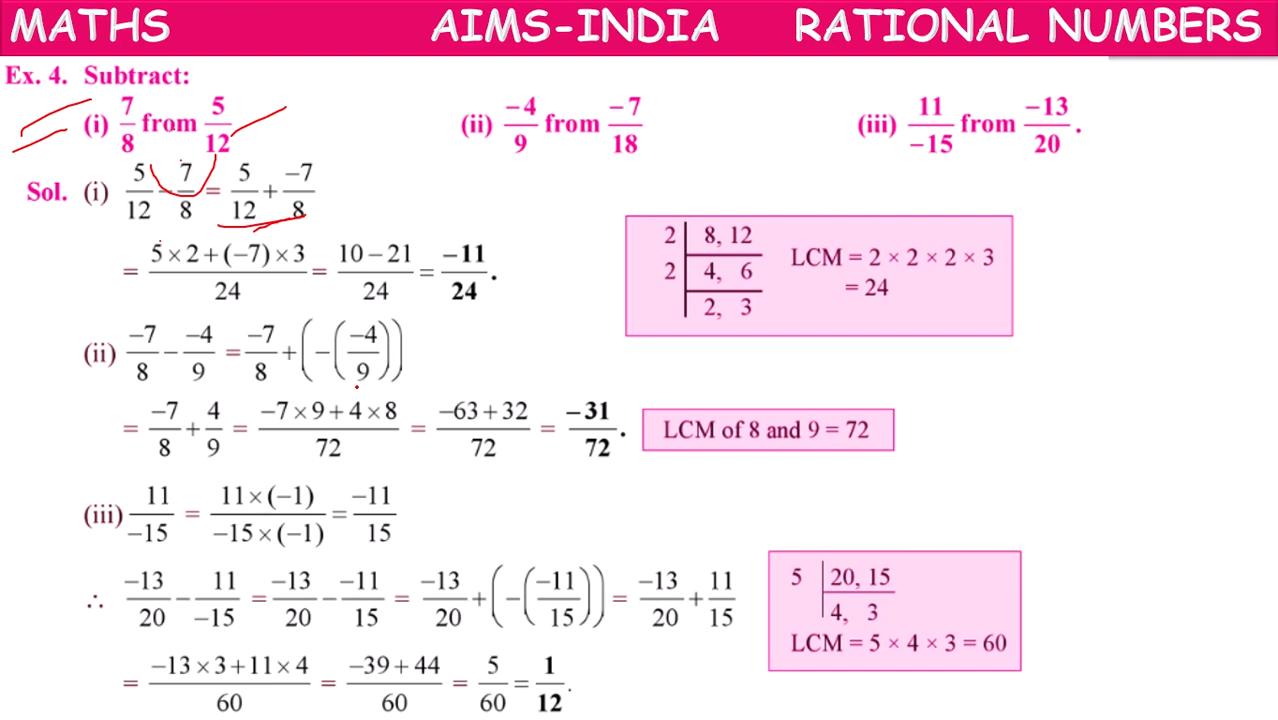 MATHS AIMS-INDIA RATIONAL NUMBERS
Ex. 4. Subtract:
(i) 7/8 from 5/12 (ii) -4/9 from -7/18 (iii) 11/-15 from -13/20.
Sol. (i) 5/12 - 7/8 = 5/12 + -7/8
= (5 × 2 + (-7) × 3)/24 = (10 - 21)/24 = -11/24.
2 | 8, 12
2 | 4, 6
2, 3
LCM = 2 × 2 × 2 × 3
= 24
(ii) -7/8 - -4/9 = -7/8 + (-(-4/9))
= -7/8 + 4/9 = (-7 × 9 + 4 × 8)/72 = (-63 + 32)/72 = -31/72.
LCM of 8 and 9 = 72
(iii) 11/-15 = (11 × (-1))/(-15 × (-1)) = -11/15
∴ -13/20 - 11/-15 = -13/20 - -11/15 = -13/20 + (-(-11/15)) = -13/20 + 11/15
= (-13 × 3 + 11 × 4)/60 = (-39 + 44)/60 = 5/60 = 1/12.
5 | 20, 15
4, 3
LCM = 5 × 4 × 3 = 60